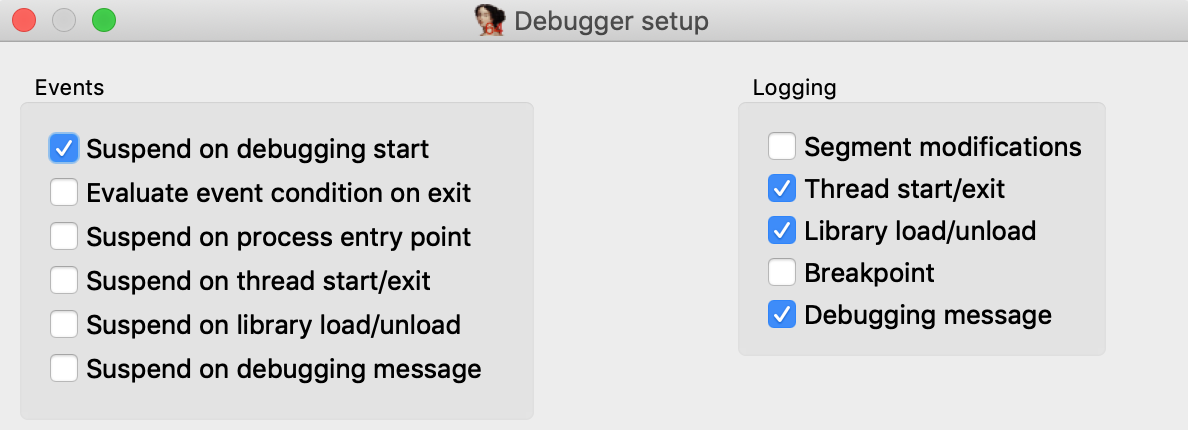 Debugger setup
Events
Suspend on debugging start
Evaluate event condition on exit
Suspend on process entry point
Suspend on thread start/exit
Suspend on library load/unload
Suspend on debugging message
Logging
Segment modifications
Thread start/exit
Library load/unload
Breakpoint
Debugging message